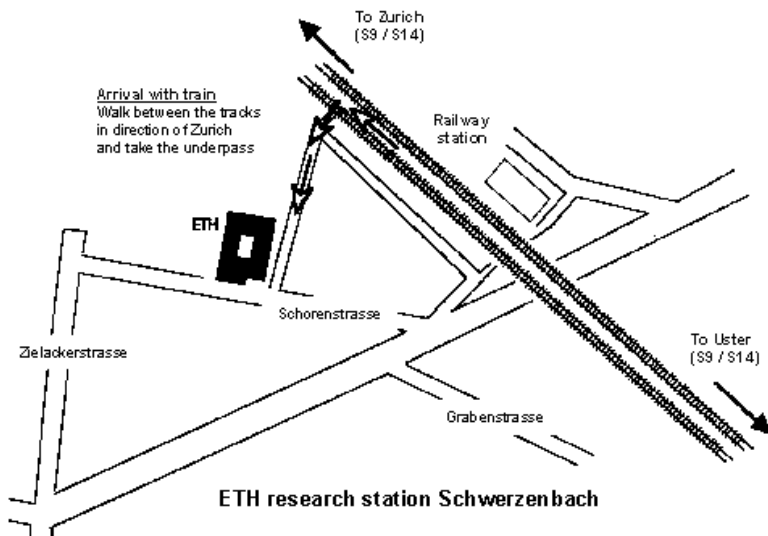 To Zurich
(S9 / S14)
Arrival with train
Walk between the tracks
in direction of Zurich
and take the underpass
Railway
station
ETH
Schorenstrasse
Zielackerstrasse
To Uster
(S9 / S14)
Grabenstrasse
ETH research station Schwerzenbach